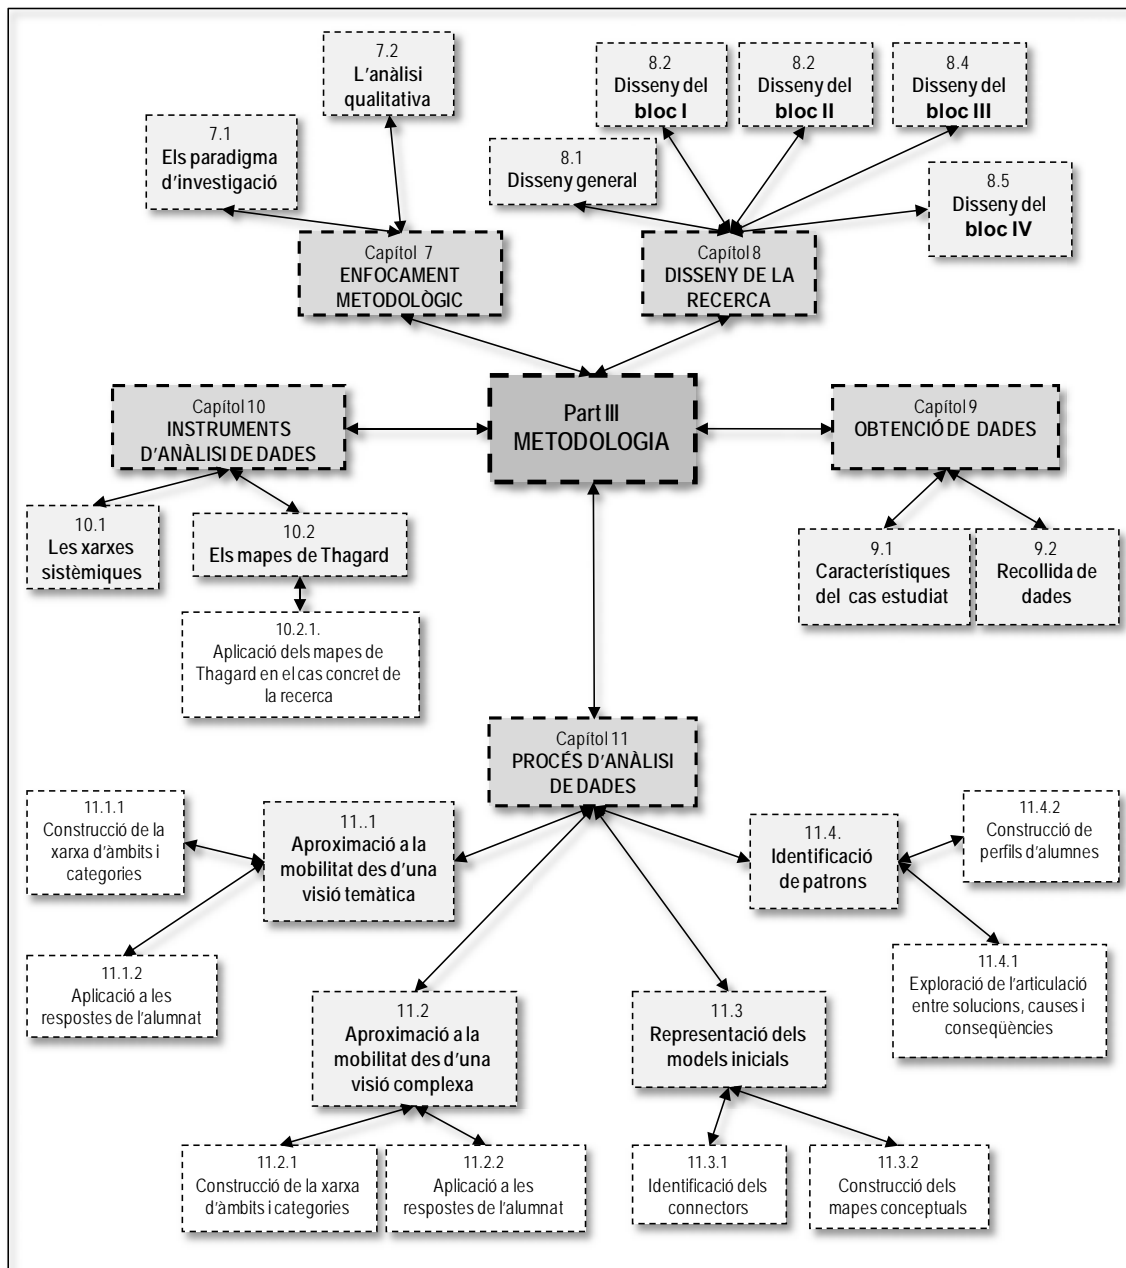 7.2
L'anàlisi
qualitativa
8.2
Disseny del
bloc I
8.2
Disseny del
bloc II
8.4
Disseny del
bloc III
7.1
Els paradigma
d'investigació
8.1
Disseny general
8.5
Disseny del
bloc IV
Capítol 7
ENFOCAMENT
METODOLÒGIC
Capítol 8
DISSENY DE LA
RECERCA
Part III
METODOLOGIA
Capítol 10
INSTRUMENTS
D'ANÀLISI DE DADES
Capítol 9
OBTENCIÓ DE DADES
10.1
Les xarxes
sistèmiques
10.2
Els mapes de Thagard
9.1
Característiques
del cas estudiat
9.2
Recollida de
dades
10.2.1.
Aplicació dels mapes de
Thagard en el cas concret de
la recerca
Capítol 11
PROCÉS D'ANÀLISI
DE DADES
11.1.1
Construcció de la
xarxa d'àmbits i
categories
11..1
Aproximació a la
mobilitat des d'una
visió temàtica
11.4.
Identificació
de patrons
11.4.2
Construcció de
perfils d'alumnes
11.1.2
Aplicació a les
respostes de l'alumnat
11.2
Aproximació a la
mobilitat des d'una
visió complexa
11.3
Representació dels
models inicials
11.4.1
Exploració de l'articulació
entre solucions, causes i
conseqüències
11.2.1
Construcció de la xarxa
d'àmbits i categories
11.2.2
Aplicació a les
respostes de l'alumnat
11.3.1
Identificació dels
connectors
11.3.2
Construcció dels
mapes conceptuals